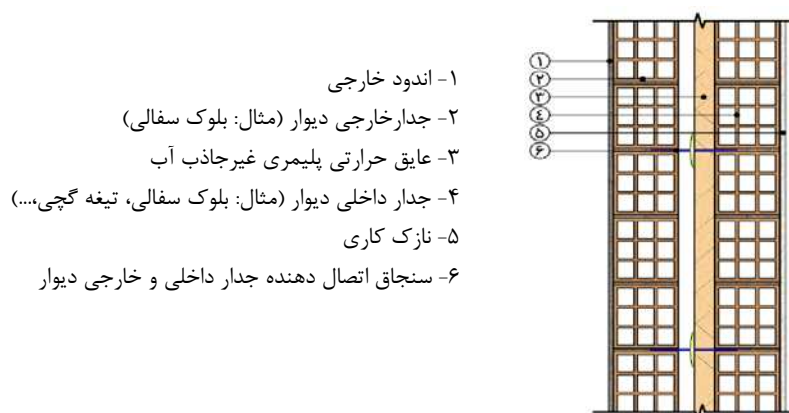 ۱- اندود خارجی
۲- جدارخارجی دیوار (مثال: بلوک سفالی)
۳- عایق حرارتی پلیمری غیرجاذب آب
۴- جدار داخلی دیوار (مثال: بلوک سفالی، تیغه گچی،...)
۵- نازک کاری
۶- سنجاق اتصال دهنده جدار داخلی و خارجی دیوار
۱
۲
۳
٤
۵
۶